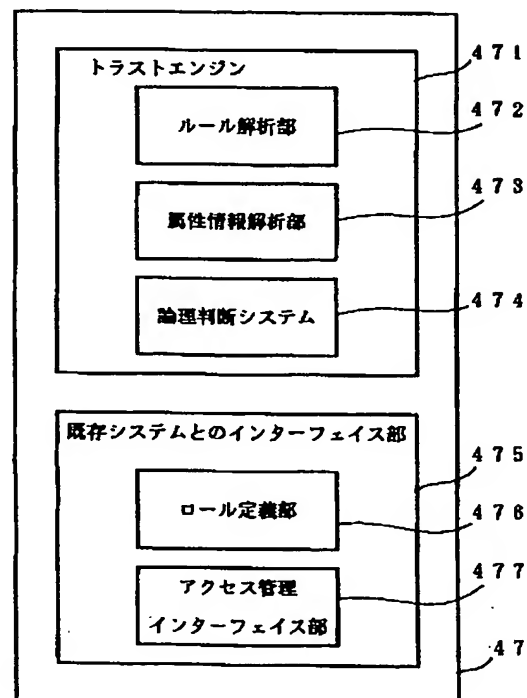 トラストエンジン
471
ルール解析部
472
属性情報解析部
473
論理判断システム
474
既存システムとのインターフェイス部
475
ロール定義部
476
アクセス管理
インターフェイス部
477
47